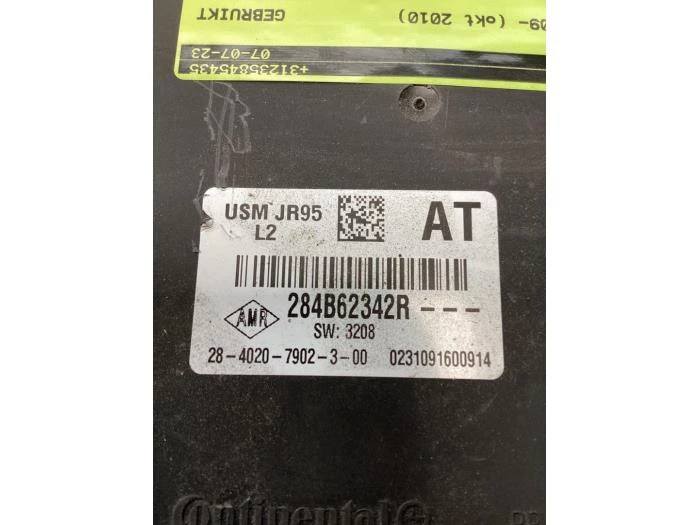 09- (okt 2010)
GEBRUIKT
07-07-23
+31235845435
USM JR95
L2
AT
284B62342R---
AMR
SW: 3208
28-4020-7902-3-00 0231091600914
Continental